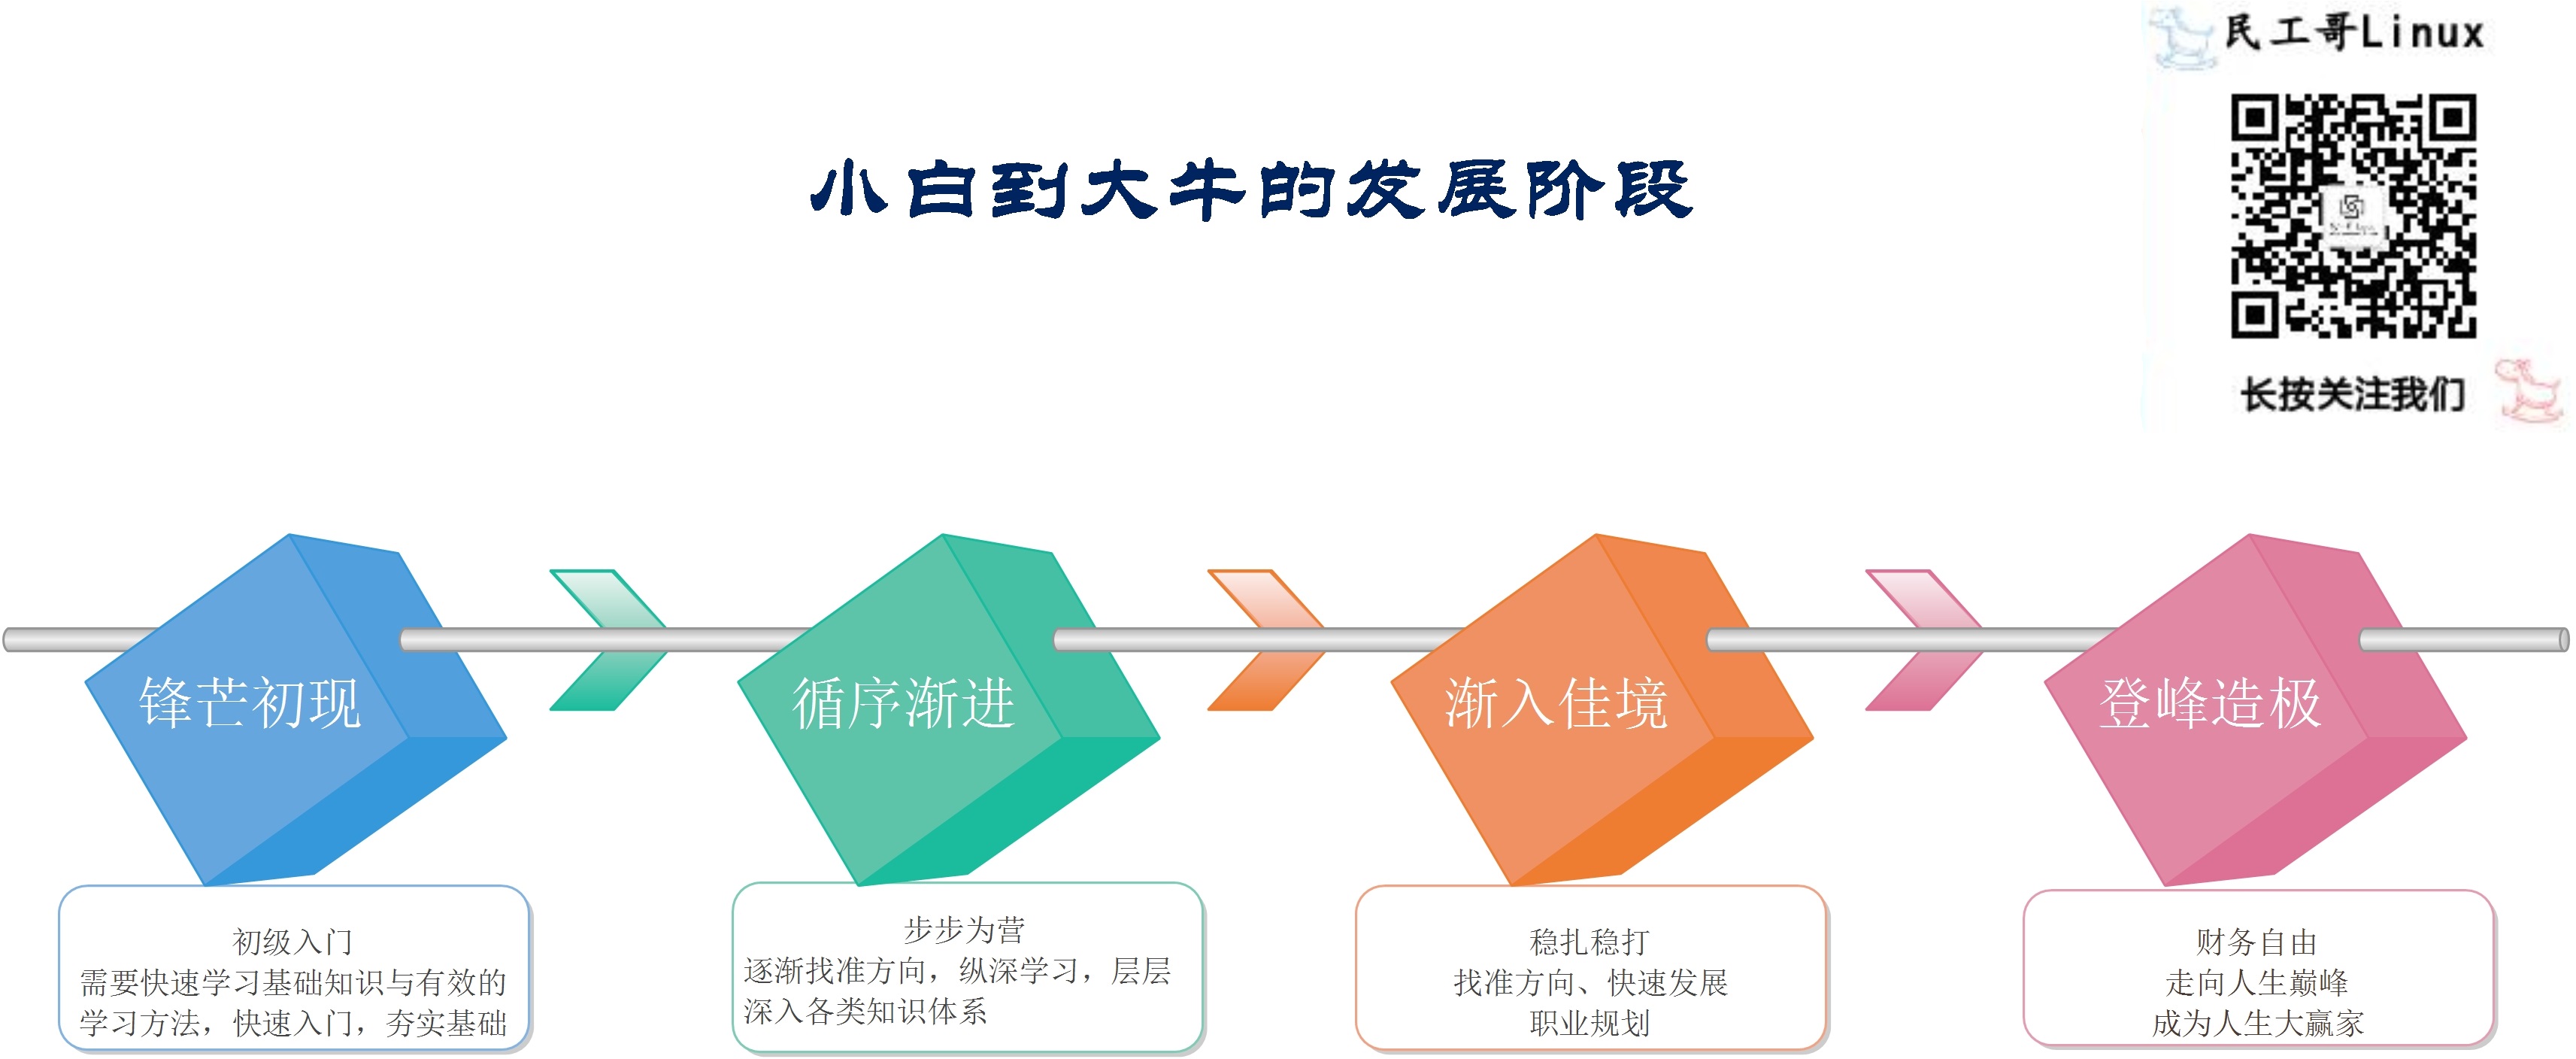 民工哥Linux
小白到大牛的发展阶段
长按关注我们
锋芒初现
循序渐进
渐入佳境
登峰造极
初级入门
需要快速学习基础知识与有效的
学习方法，快速入门，夯实基础
步步为营
逐渐找准方向，纵深学习，层层
深入各类知识体系
稳扎稳打
找准方向、快速发展
职业规划
财务自由
走向人生巅峰
成为人生大赢家